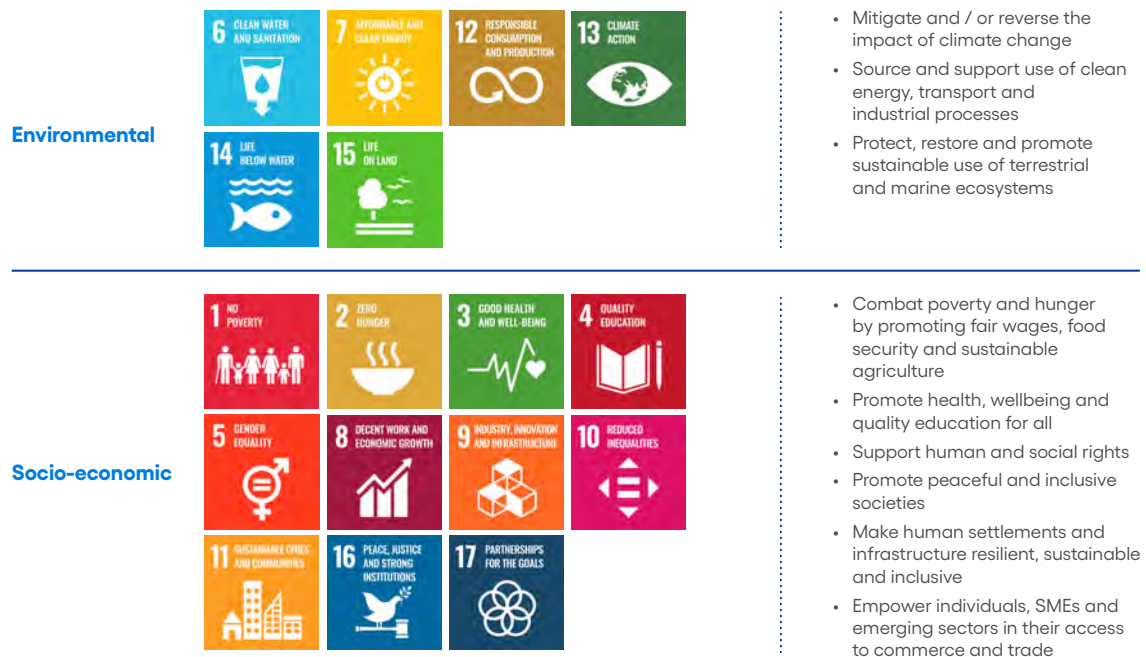 Environmental
6 CLEAN WATER
AND SANITATION
7 AFFORDABLE AND
CLEAN ENERGY
12 RESPONSIBLE
CONSUMPTION
AND PRODUCTION
13 CLIMATE
ACTION
14 LIFE
BELOW WATER
15 LIFE
ON LAND
• Mitigate and / or reverse the
impact of climate change
• Source and support use of clean
energy, transport and
industrial processes
• Protect, restore and promote
sustainable use of terrestrial
and marine ecosystems
Socio-economic
1 NO
POVERTY
2 ZERO
HUNGER
3 GOOD HEALTH
AND WELL-BEING
4 QUALITY
EDUCATION
5 GENDER
EQUALITY
8 DECENT WORK AND
ECONOMIC GROWTH
9 INDUSTRY, INNOVATION
AND INFRASTRUCTURE
10 REDUCED
INEQUALITIES
11 SUSTAINABLE CITIES
AND COMMUNITIES
16 PEACE, JUSTICE
AND STRONG
INSTITUTIONS
17 PARTNERSHIPS
FOR THE GOALS
• Combat poverty and hunger
by promoting fair wages, food
security and sustainable
agriculture
• Promote health, wellbeing and
quality education for all
• Support human and social rights
• Promote peaceful and inclusive
societies
• Make human settlements and
infrastructure resilient, sustainable
and inclusive
• Empower individuals, SMEs and
emerging sectors in their access
to commerce and trade